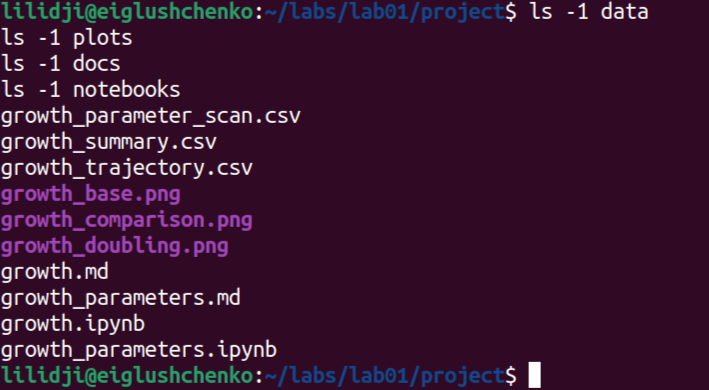 lilidji@eiglushchenko:~/labs/lab01/project$ ls -1 data
ls -1 plots
ls -1 docs
ls -1 notebooks
growth_parameter_scan.csv
growth_summary.csv
growth_trajectory.csv
growth_base.png
growth_comparison.png
growth_doubling.png
growth.md
growth_parameters.md
growth.ipynb
growth_parameters.ipynb
lilidji@eiglushchenko:~/labs/lab01/project$